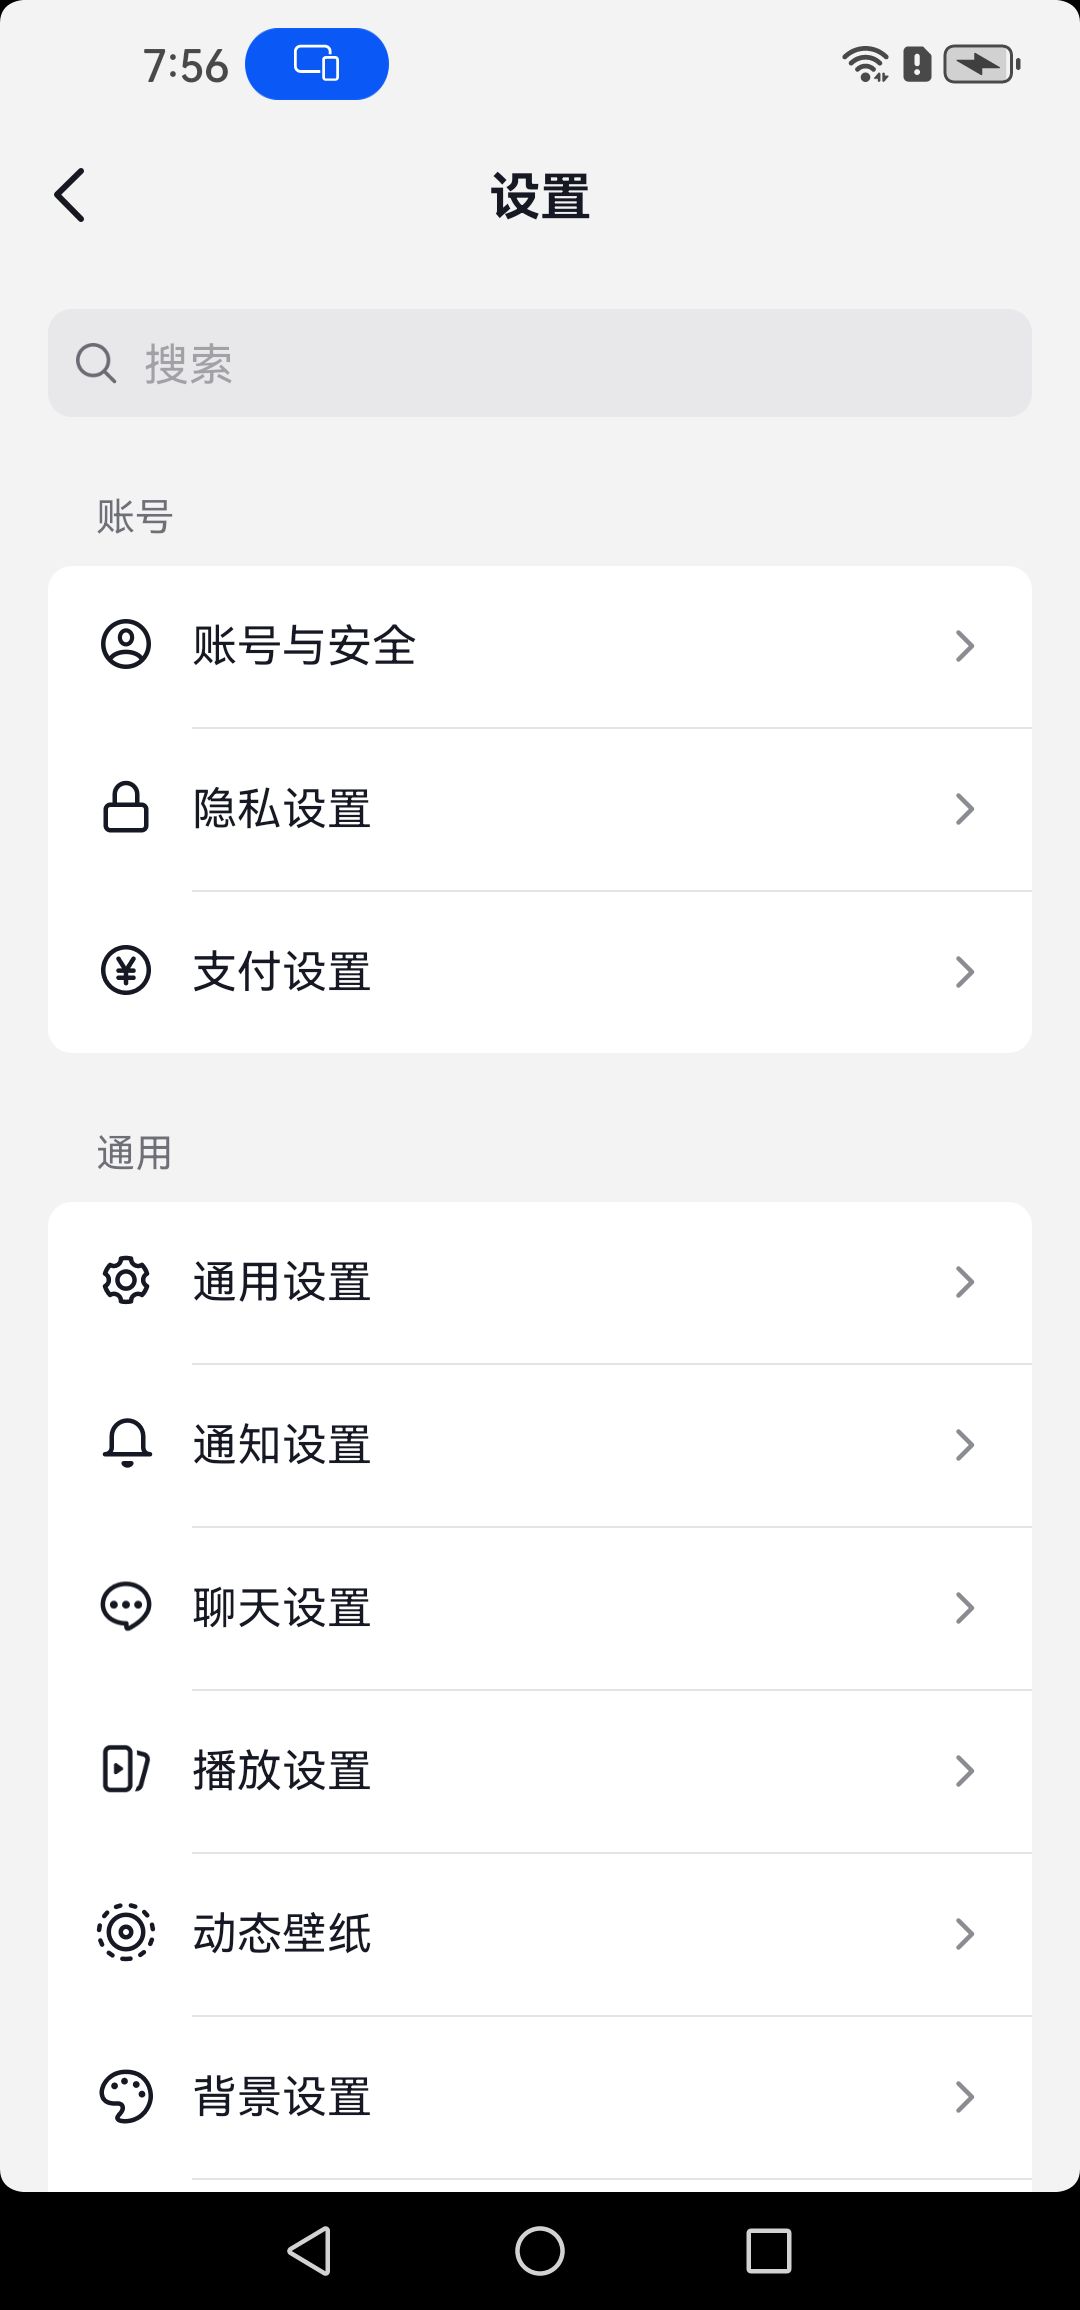 7:56
设置
搜索
账号
账号与安全
隐私设置
支付设置
通用
通用设置
通知设置
聊天设置
播放设置
动态壁纸
背景设置